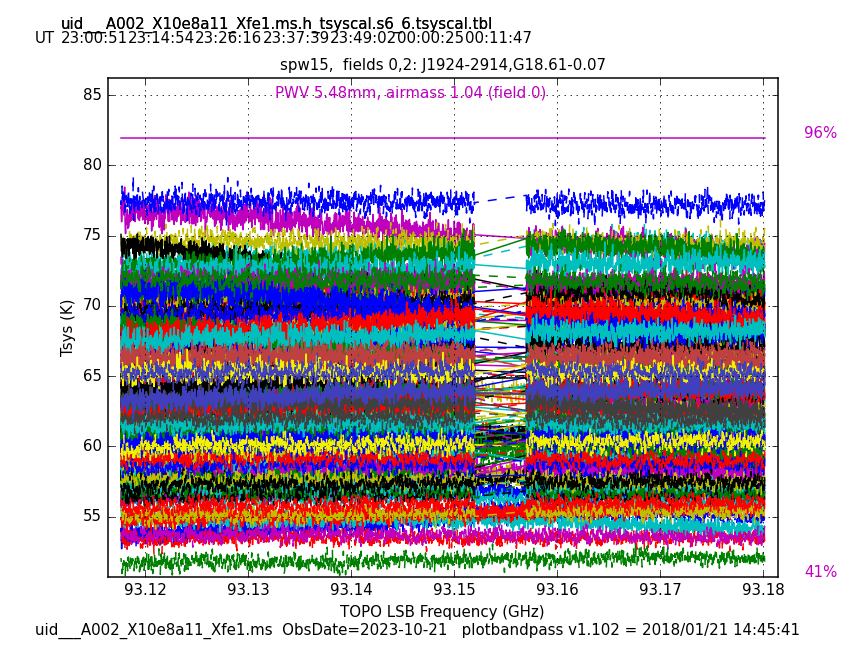 uid___A002_X10e8a11_Xfe1.ms.h_tsyscal.s6_6.tsyscal.tbl
UT 23:00:51 23:14:54 23:26:16 23:37:39 23:49:02 00:00:25 00:11:47
spw15, fields 0,2: J1924-2914,G18.61-0.07
PWV 5.48mm, airmass 1.04 (field 0)
85
96%
80
75
70
Tsys (K)
65
60
55
41%
93.12 93.13 93.14 93.15 93.16 93.17 93.18
TOPO LSB Frequency (GHz)
uid___A002_X10e8a11_Xfe1.ms ObsDate=2023-10-21 plotbandpass v1.102 = 2018/01/21 14:45:41